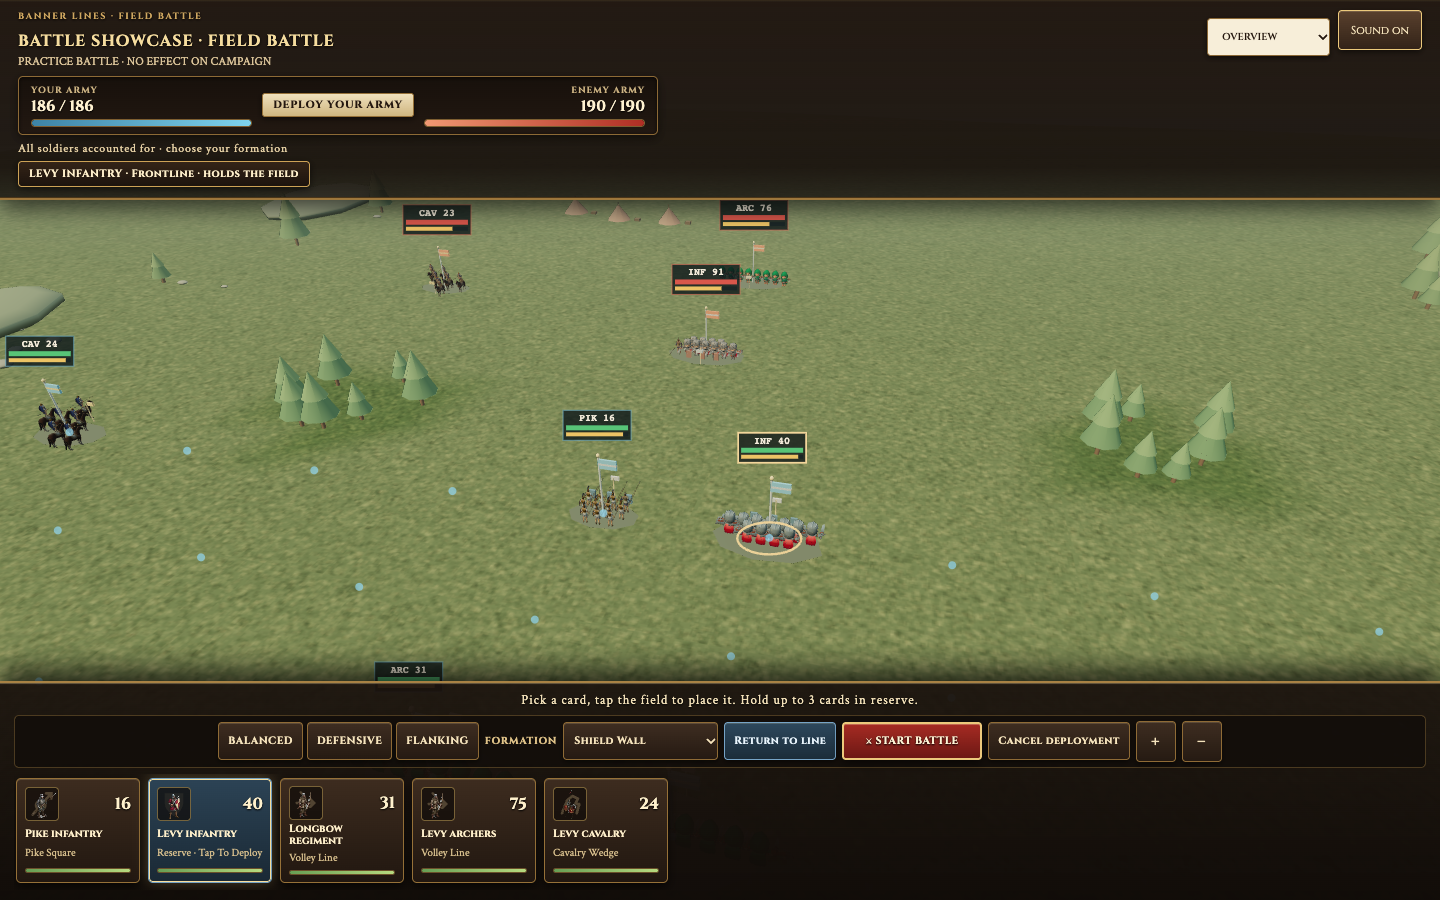 BANNER LINES · FIELD BATTLE
BATTLE SHOWCASE · FIELD BATTLE
PRACTICE BATTLE · NO EFFECT ON CAMPAIGN
OVERVIEW
SOUND ON
YOUR ARMY
186 / 186
DEPLOY YOUR ARMY
ENEMY ARMY
190 / 190
All soldiers accounted for · choose your formation
LEVY INFANTRY · FRONTLINE · HOLDS THE FIELD
CAV 23
ARC 76
INF 91
CAV 24
PIK 16
INF 40
ARC 31
Pick a card, tap the field to place it. Hold up to 3 cards in reserve.
BALANCED
DEFENSIVE
FLANKING
FORMATION
SHIELD WALL
RETURN TO LINE
⚔ START BATTLE
CANCEL DEPLOYMENT
+
−
16
PIKE INFANTRY
Pike Square
40
LEVY INFANTRY
Reserve · Tap To Deploy
31
LONGBOW
REGIMENT
Volley Line
75
LEVY ARCHERS
Volley Line
24
LEVY CAVALRY
Cavalry Wedge